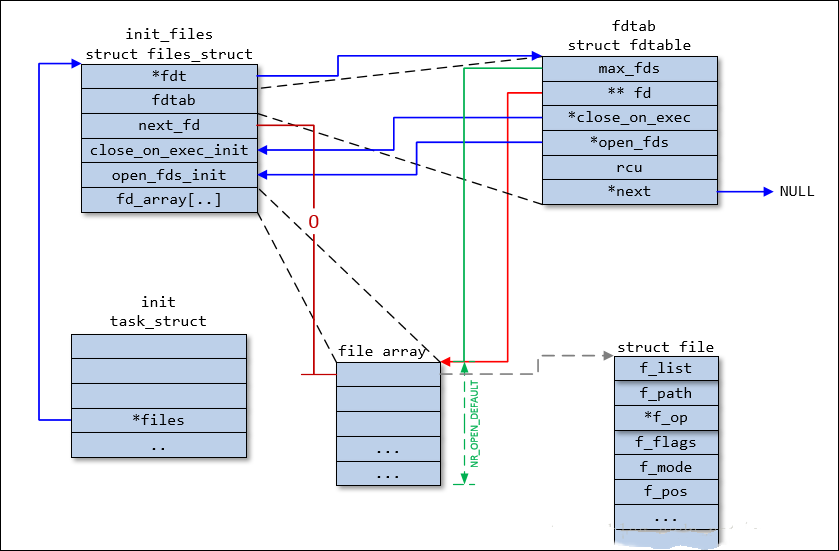 init_files
struct files_struct
*fdt
fdtab
next_fd
close_on_exec_init
open_fds_init
fd_array[..]
fdtab
struct fdtable
max_fds
** fd
*close_on_exec
*open_fds
rcu
*next
NULL
0
init
task_struct
*files
..
file array
...
...
NR_OPEN_DEFAULT
struct file
f_list
f_path
*f_op
f_flags
f_mode
f_pos
...